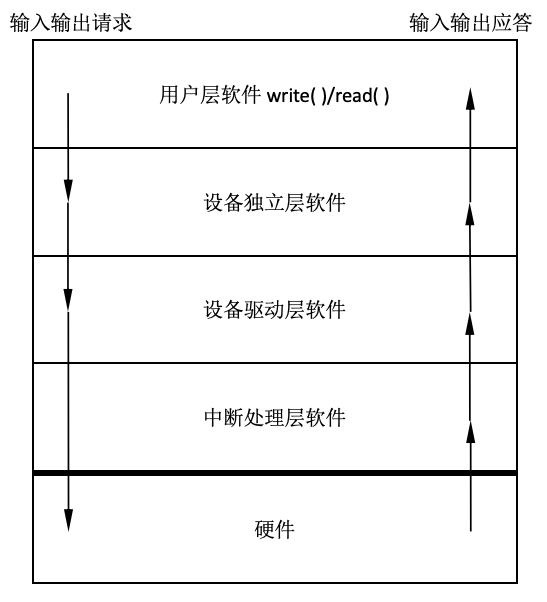 输入输出请求
输入输出应答
用户层软件 write( )/read( )
设备独立层软件
设备驱动层软件
中断处理层软件
硬件